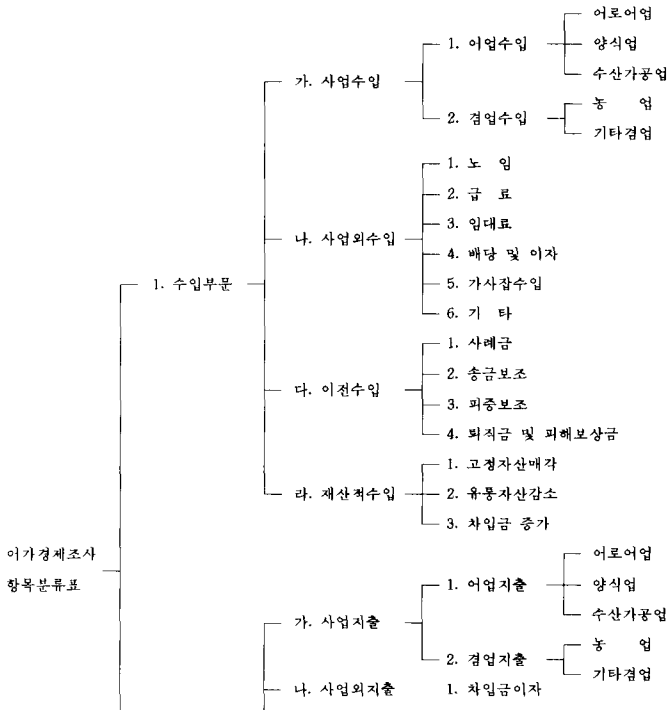 어로어업
1. 어업수입
양식업
수산가공업
가. 사업수입
농 업
2. 겸업수입
기타겸업
1. 노 임
2. 급 료
3. 임대료
나. 사업외수입
4. 배당 및 이자
1. 수입부문
5. 가사잡수입
6. 기 타
1. 사례금
2. 송금보조
다. 이전수입
3. 피증보조
4. 퇴직금 및 피해보상금
1. 고정자산매각
라. 재산적수입
2. 유통자산감소
3. 차입금 증가
어가경제조사
항목분류표
어로어업
1. 어업지출
양식업
수산가공업
가. 사업지출
농 업
2. 겸업지출
기타겸업
나. 사업외지출
1. 차입금이자